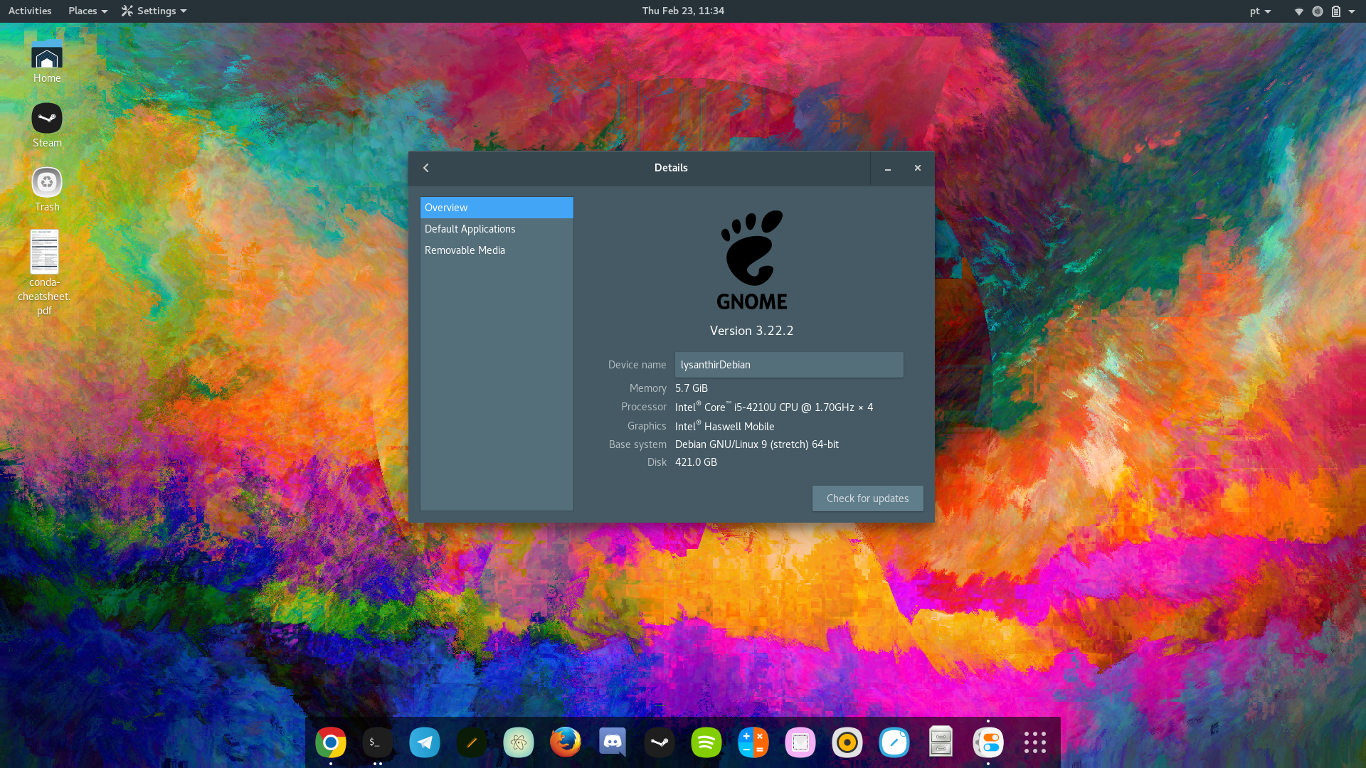 Activities Places Settings Thu Feb 23, 11:34 pt
Home
Steam
Trash
conda-
cheatsheet.
pdf
Details
Overview
Default Applications
Removable Media
GNOME
Version 3.22.2
Device name lysanthirDebian
Memory 5.7 GiB
Processor Intel® Core™ i5-4210U CPU @ 1.70GHz × 4
Graphics Intel® Haswell Mobile
Base system Debian GNU/Linux 9 (stretch) 64-bit
Disk 421.0 GB
Check for updates